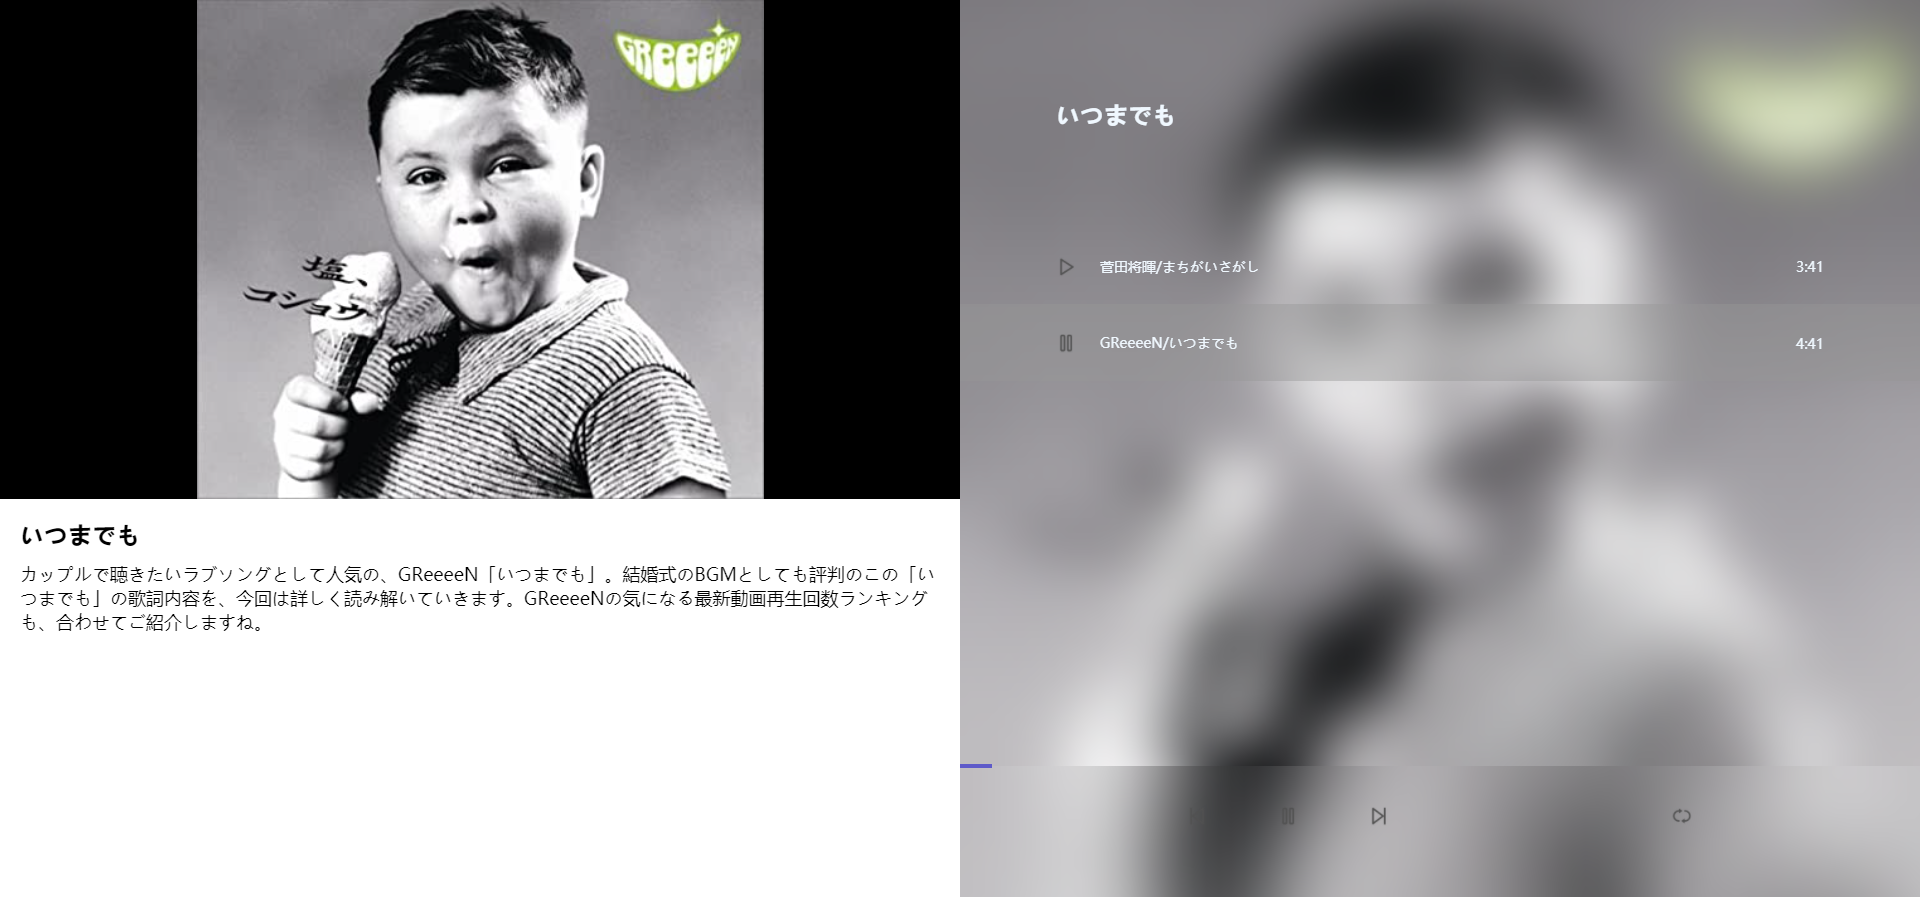 GReeeeN
塩、
コショウ
いつまでも
カップルで聴きたいラブソングとして人気の、GReeeeN「いつまでも」。結婚式のBGMとしても評判のこの「い
つまでも」の歌詞内容を、今回は詳しく読み解いていきます。GReeeeNの気になる最新動画再生回数ランキング
も、合わせてご紹介しますね。
いつまでも
菅田将暉/まちがいさがし 3:41
GReeeeN/いつまでも 4:41